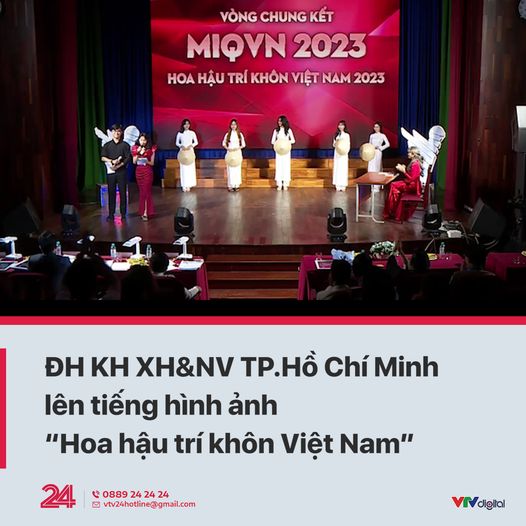 VÒNG CHUNG KẾT
MIQVN 2023
HOA HẬU TRÍ KHÔN VIỆT NAM 2023
ĐH KH XH&NV TP.Hồ Chí Minh
lên tiếng hình ảnh
“Hoa hậu trí khôn Việt Nam”
24
0889 24 24 24
vtv24hotline@gmail.com
VTVdigital